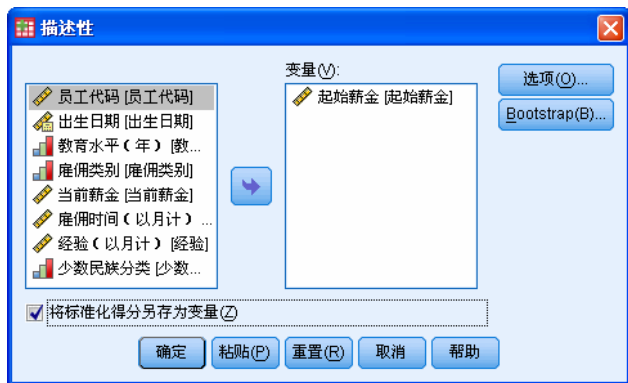 描述性
员工代码 [员工代码]
出生日期 [出生日期]
教育水平（年） [教...
雇佣类别 [雇佣类别]
当前薪金 [当前薪金]
雇佣时间（以月计） ...
经验（以月计） [经验]
少数民族分类 [少数...
变量(V):
起始薪金 [起始薪金]
选项(O)...
Bootstrap(B)...
将标准化得分另存为变量(Z)
确定
粘贴(P)
重置(R)
取消
帮助